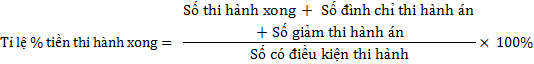 Số thi hành xong + Số đình chỉ thi hành án
+ Số giảm thi hành án
Tỉ lệ % tiền thi hành xong = × 100%
Số có điều kiện thi hành